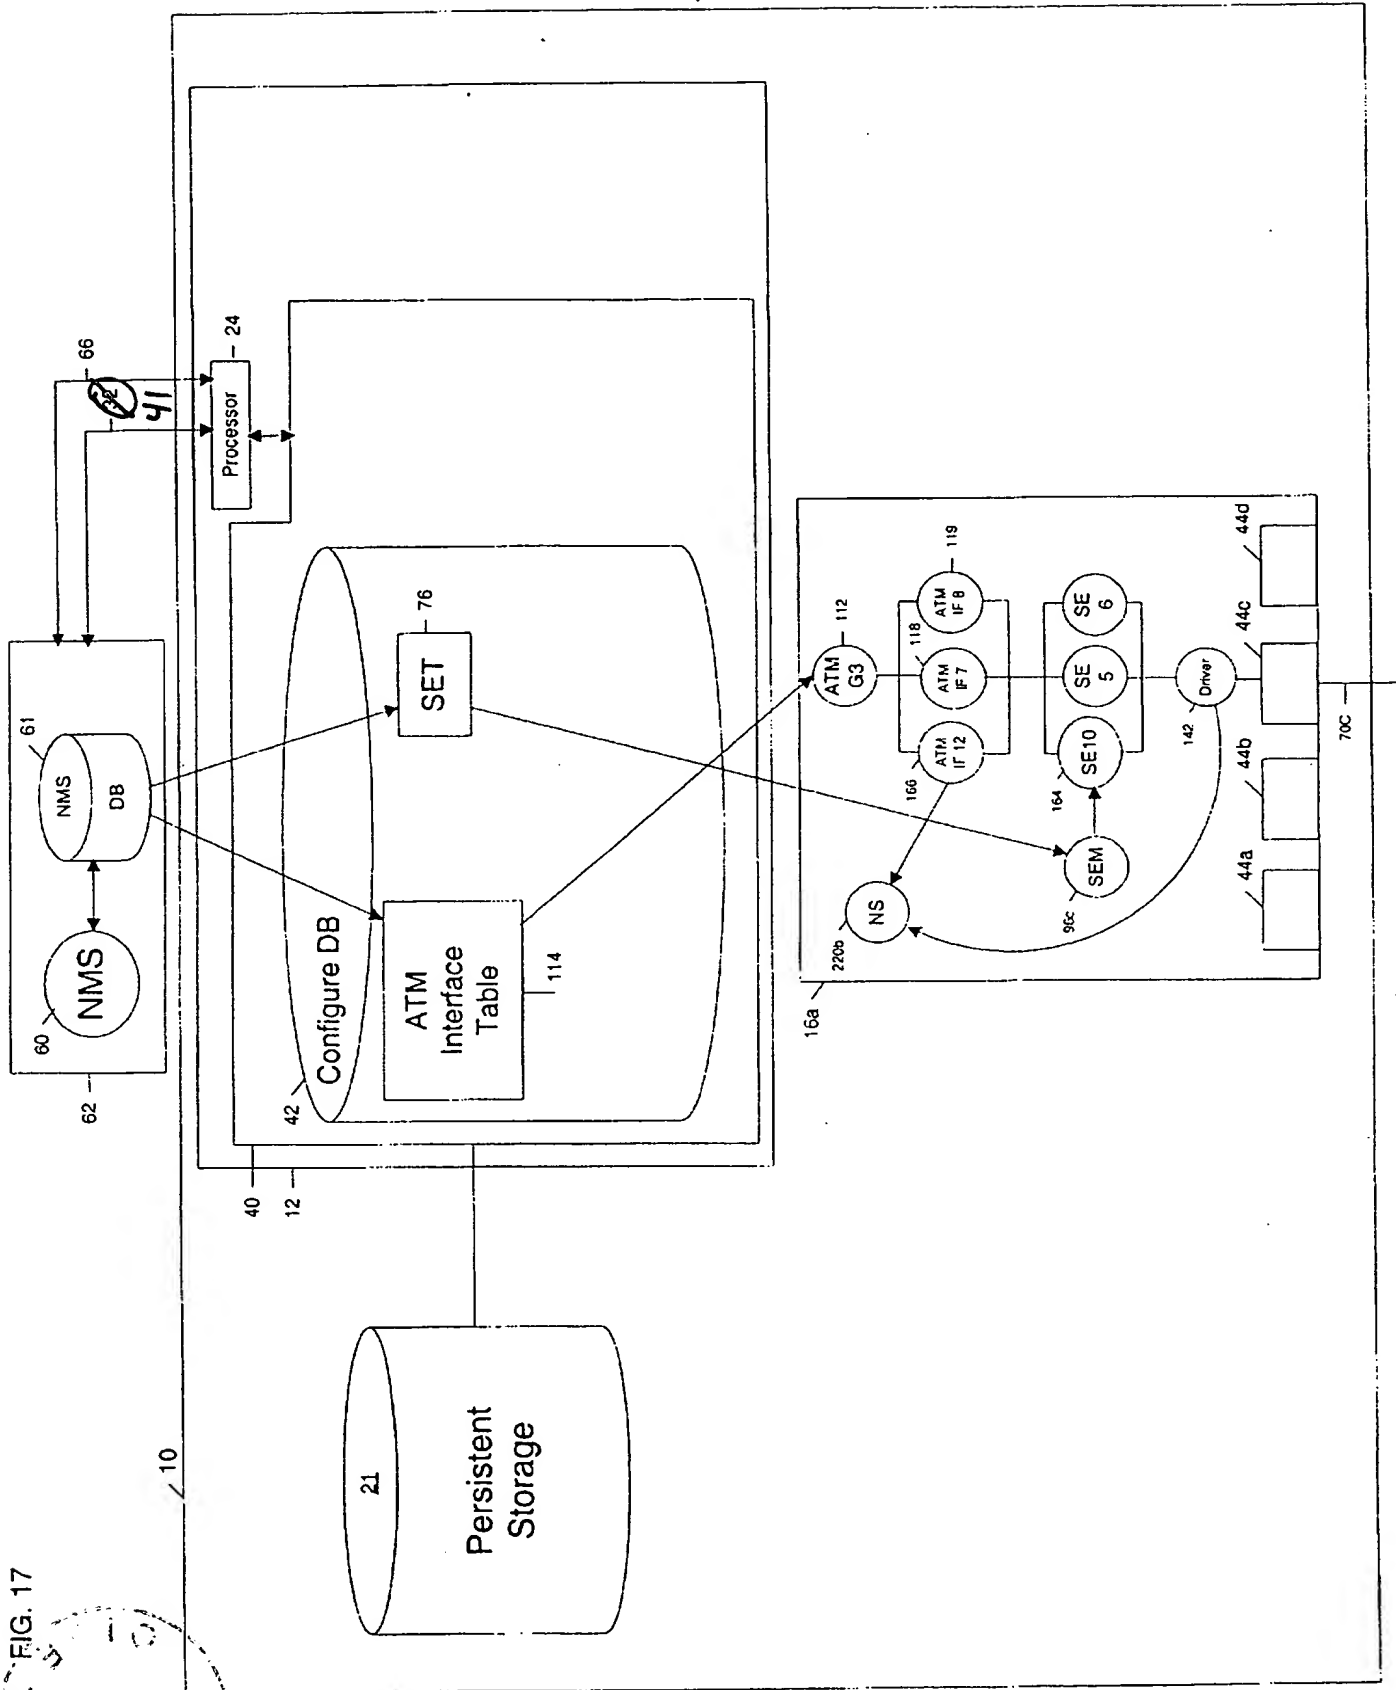 FIG. 17
10
62
60
NMS
61
NMS
DB
66
32
41
24
Processor
40
12
42
Configure DB
ATM
Interface
Table
114
SET
76
21
Persistent
Storage
16a
220b
NS
ATM
G3
112
166
ATM
IF 12
118
ATM
IF 7
119
ATM
IF 8
96c
SEM
164
SE10
SE
5
SE
6
142
Driver
44a
44b
44c
44d
70C